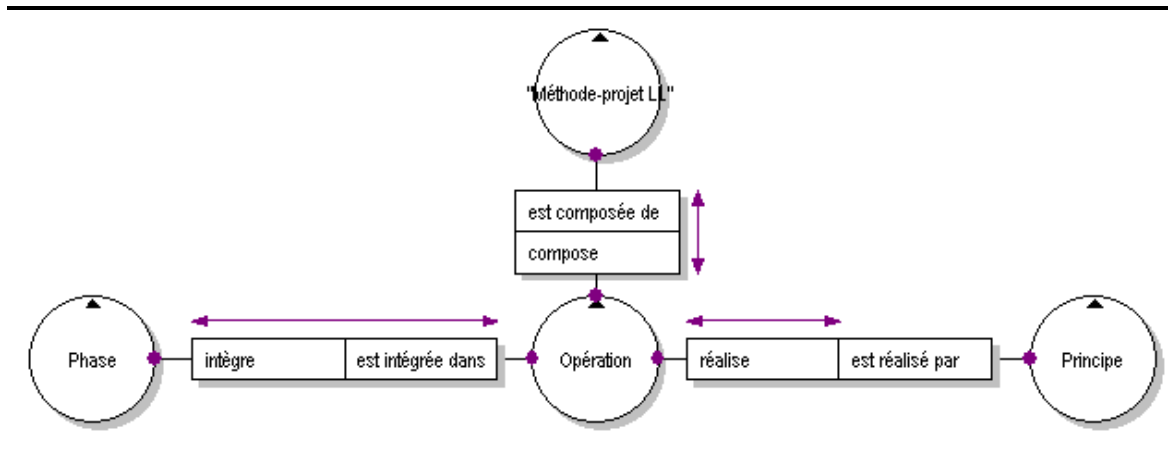 "Méthode-projet LL"
est composée de
compose
Phase
intègre
est intégrée dans
Opération
réalise
est réalisé par
Principe